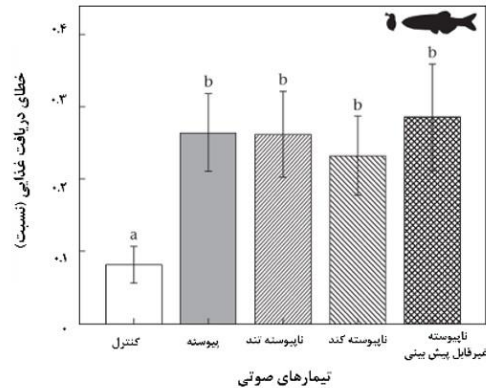 خطای دریافت غذایی (نسبت)
۰.۴
۰.۳
۰.۲
۰.۱
۰
a
b
b
b
b
کنترل
پیوسته
ناپیوسته تند
ناپیوسته کند
ناپیوسته
غیرقابل پیش بینی
تیمارهای صوتی